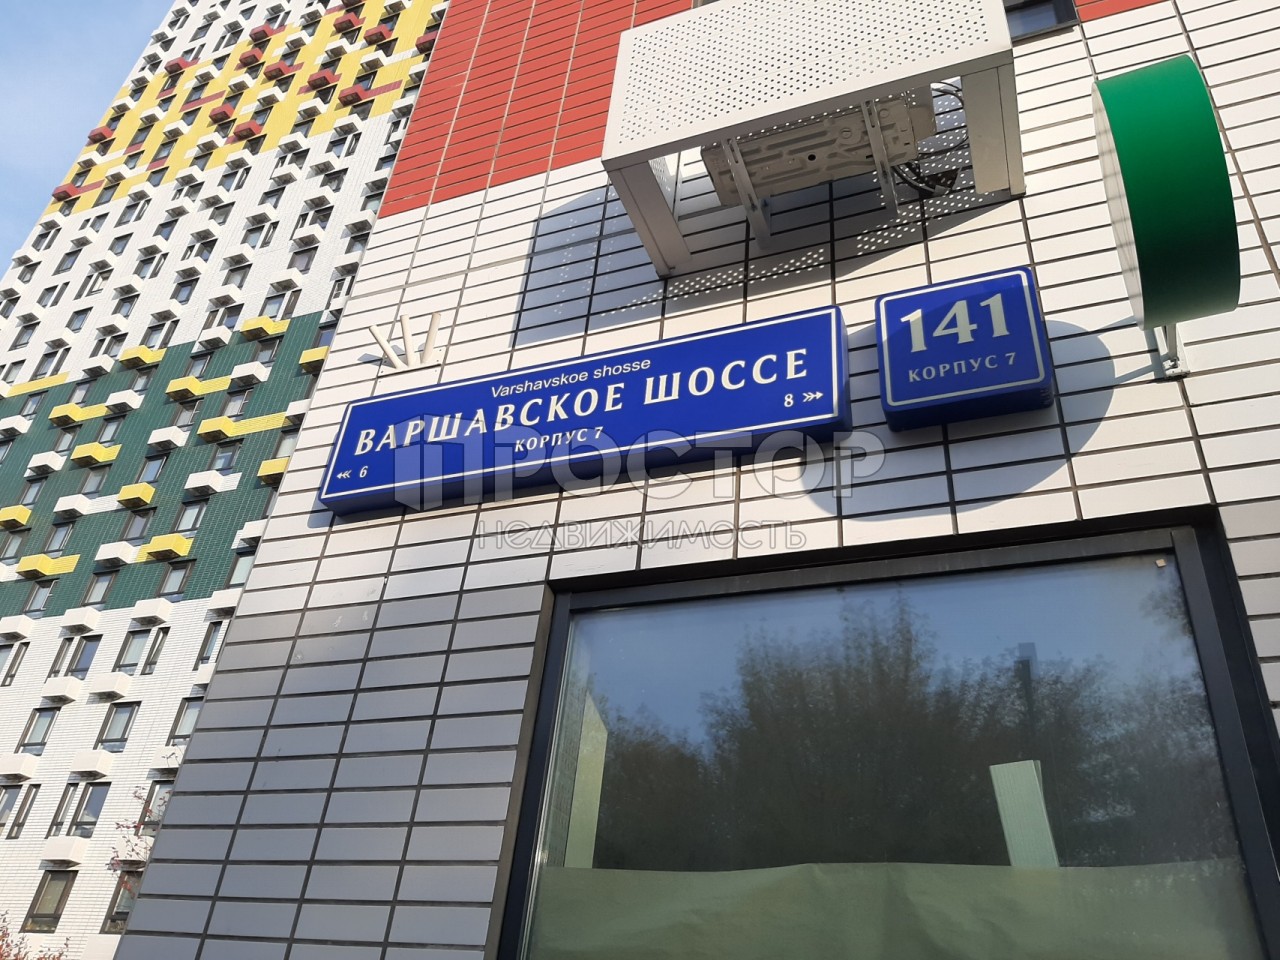 Varshavskoe shosse
ВАРШАВСКОЕ ШОССЕ
КОРПУС 7
6
8
141
КОРПУС 7
ПРОСТОР
НЕДВИЖИМОСТЬ